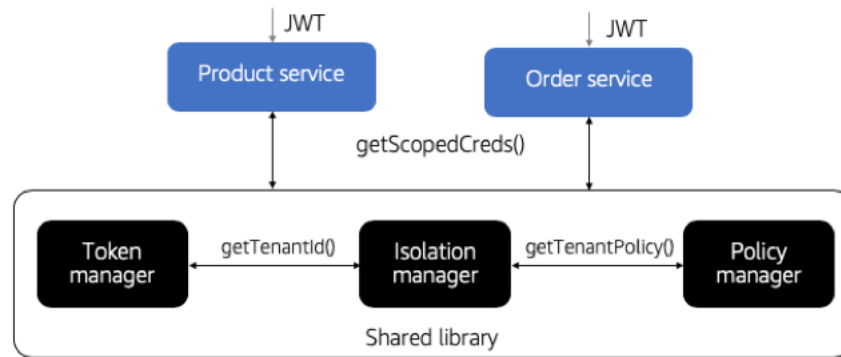 JWT
JWT
Product service
Order service
getScopedCreds()
Token
manager
getTenantId()
Isolation
manager
getTenantPolicy()
Policy
manager
Shared library